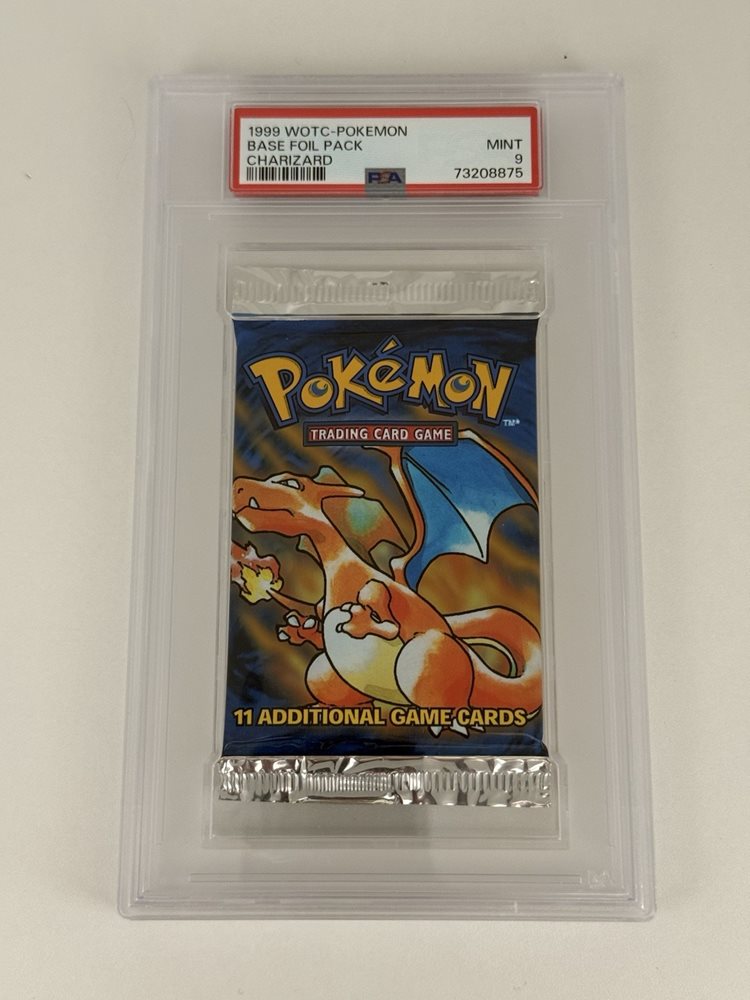 1999 WOTC-POKEMON
BASE FOIL PACK MINT
CHARIZARD 9
PSA 73208875
POKéMON
TM*
TRADING CARD GAME
11 ADDITIONAL GAME CARDS